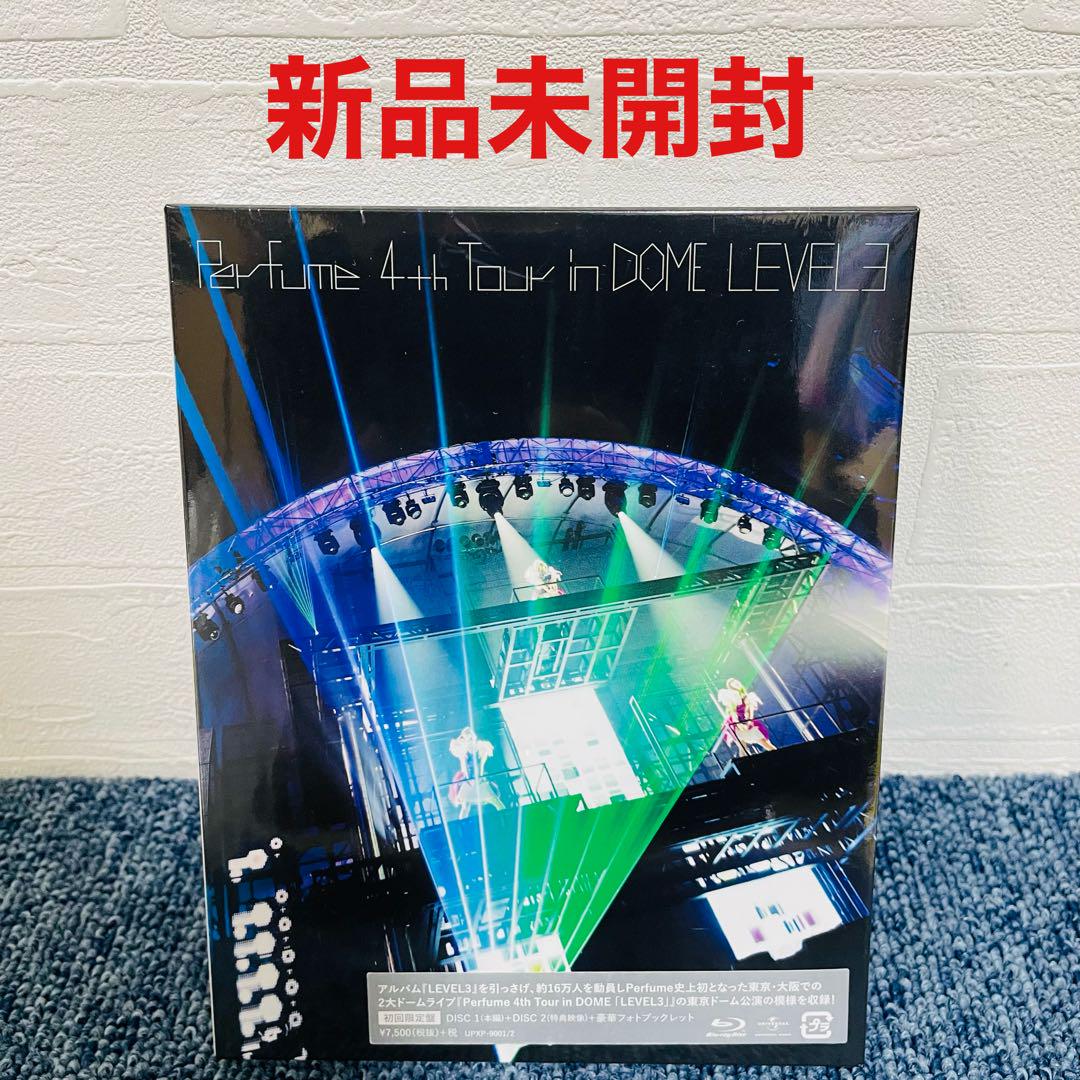 新品未開封
Perfume 4th Tour in DOME LEVEL3
アルバム『LEVEL3』を引っさげ、約16万人を動員しPerfume史上初となった東京・大阪での
2大ドームライブ『Perfume 4th Tour in DOME 「LEVEL3」』の東京ドーム公演の模様を収録!
初回限定盤 DISC 1(本編)+DISC 2(特典映像)+豪華フォトブックレット
¥7,500(税抜)+税 UPXP-9001/2
Blu-ray Disc
UNIVERSAL